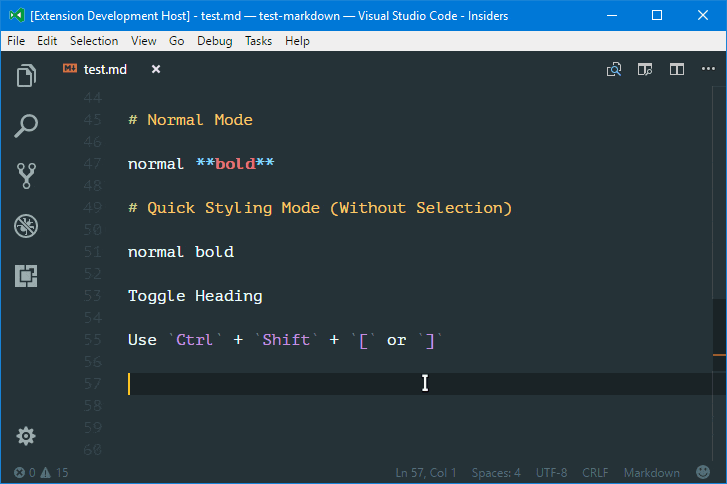 [Extension Development Host] - test.md — test-markdown — Visual Studio Code - Insiders
File Edit Selection View Go Debug Tasks Help
test.md
44
45 # Normal Mode
46
47 normal **bold**
48
49 # Quick Styling Mode (Without Selection)
50
51 normal bold
52
53 Toggle Heading
54
55 Use `Ctrl` + `Shift` + `[` or `]`
56
57
58
59
60
0 15 Ln 57, Col 1 Spaces: 4 UTF-8 CRLF Markdown